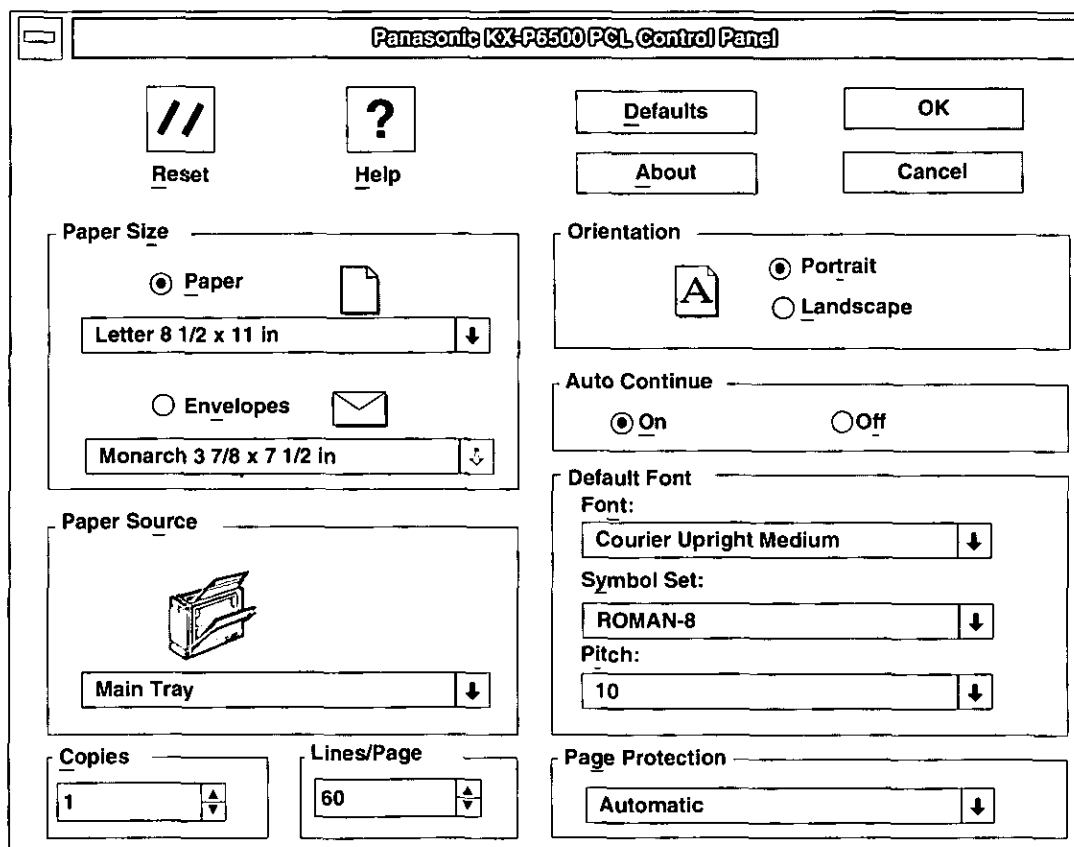 Panasonic KX-P6500 PCL Control Panel
Reset
?
Help
Defaults
OK
About
Cancel
Paper Size
Paper
Letter 8 1/2 x 11 in
Envelopes
Monarch 3 7/8 x 7 1/2 in
Paper Source
Main Tray
Copies
1
Lines/Page
60
Orientation
A
Portrait
Landscape
Auto Continue
On
Off
Default Font
Font:
Courier Upright Medium
Symbol Set:
ROMAN-8
Pitch:
10
Page Protection
Automatic